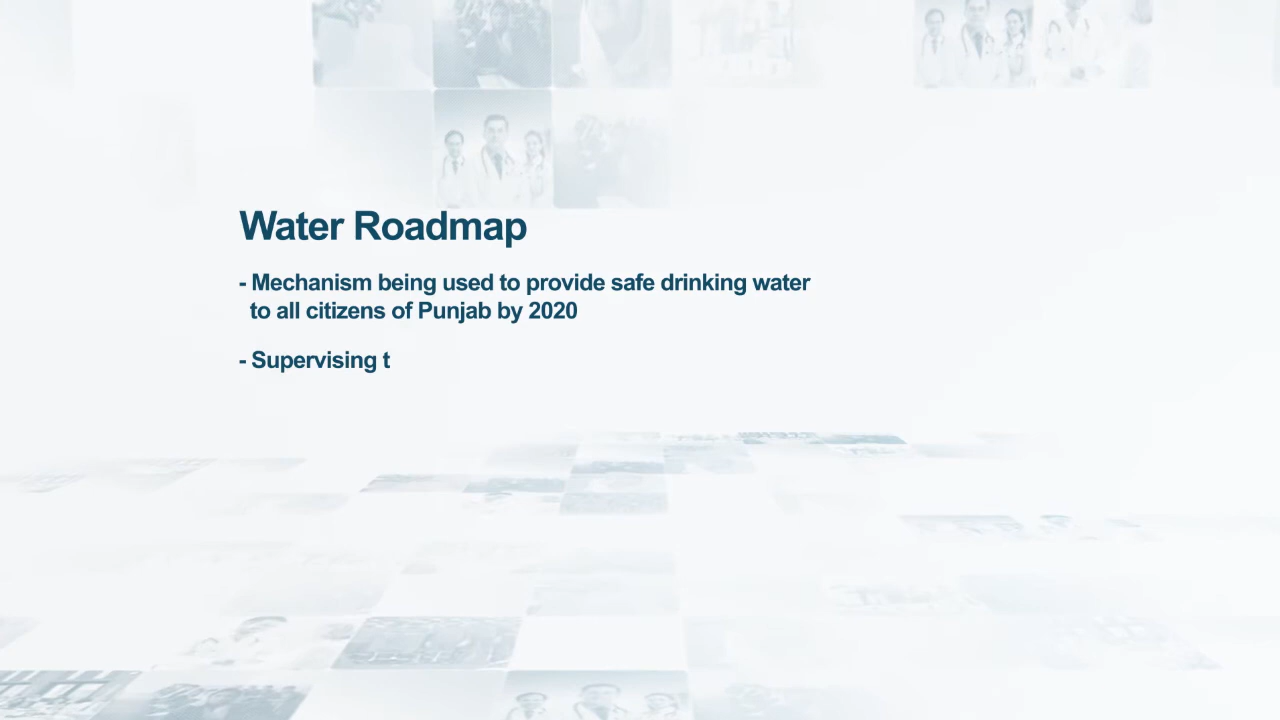 Water Roadmap
- Mechanism being used to provide safe drinking water
to all citizens of Punjab by 2020
- Supervising t